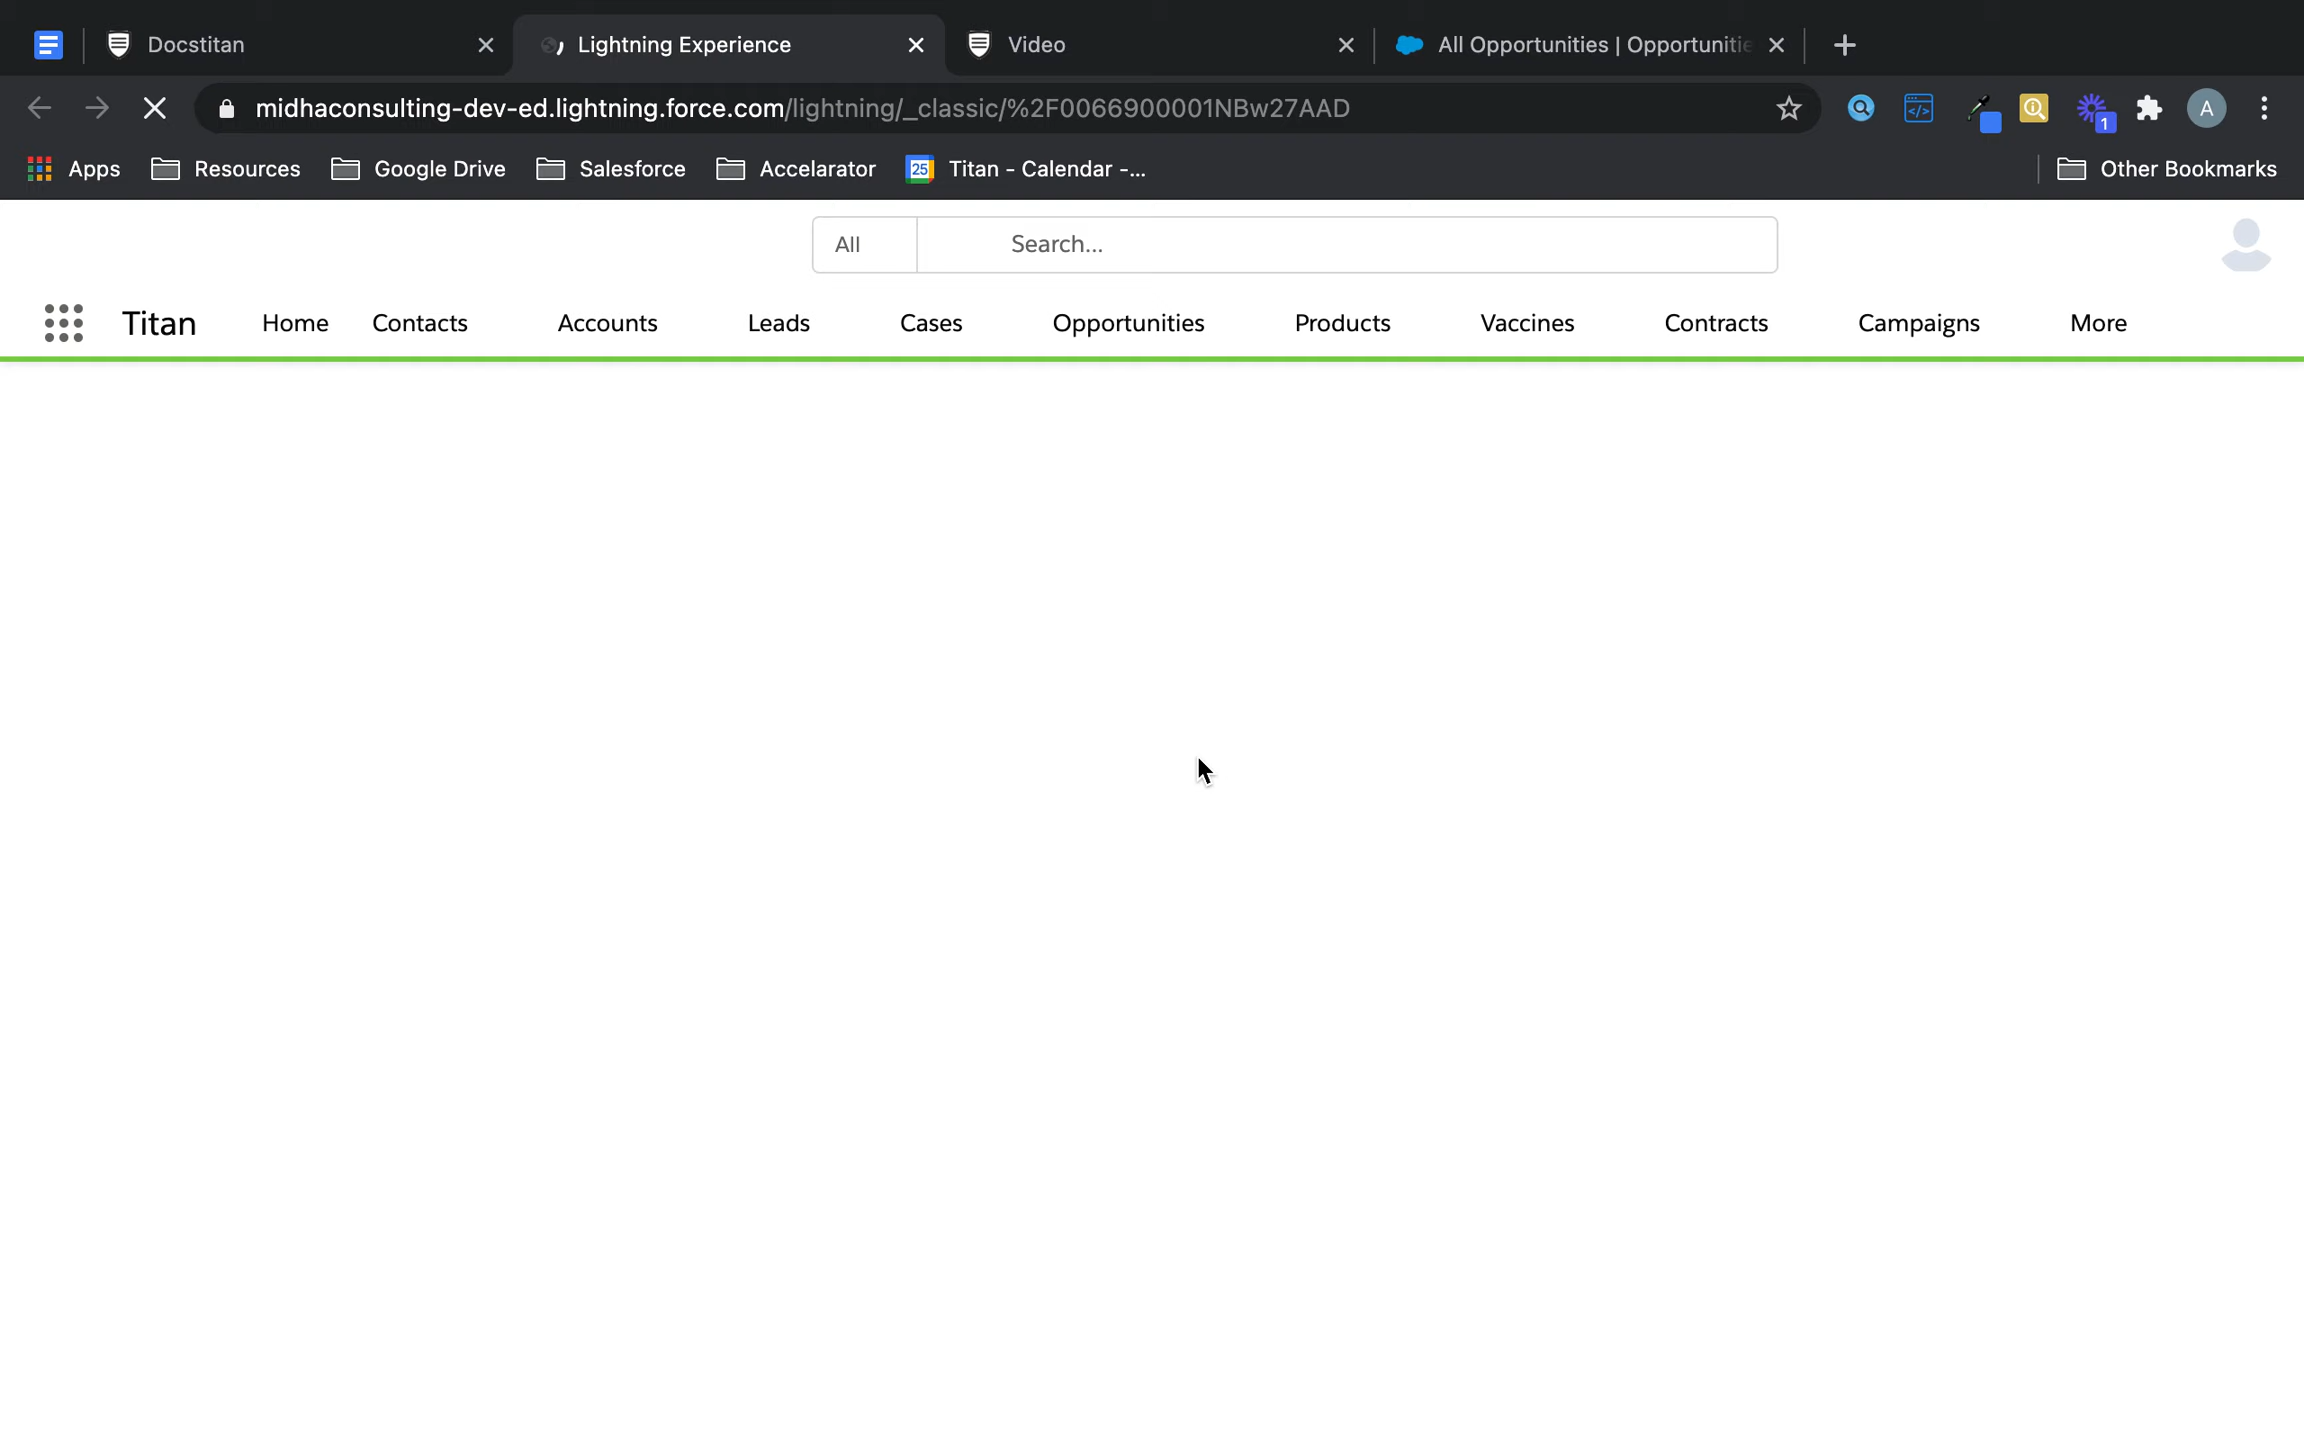 Docstitan
Lightning Experience
Video
All Opportunities | Opportuniti
midhaconsulting-dev-ed.lightning.force.com/lightning/_classic/%2F0066900001NBw27AAD
1
A
Apps
Resources
Google Drive
Salesforce
Accelarator
25
Titan - Calendar -...
Other Bookmarks
All
Search...
Titan
Home
Contacts
Accounts
Leads
Cases
Opportunities
Products
Vaccines
Contracts
Campaigns
More